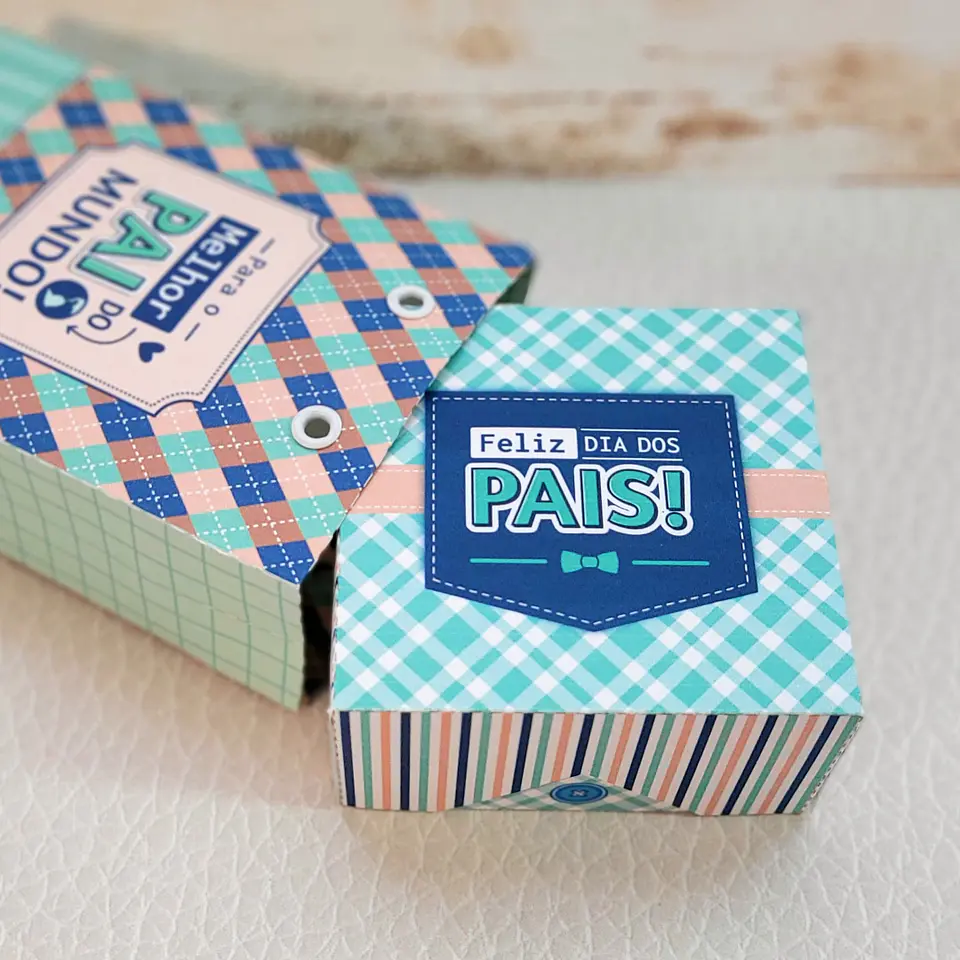 Para o
Melhor
PAI DO
MUNDO!
Feliz DIA DOS
PAIS!